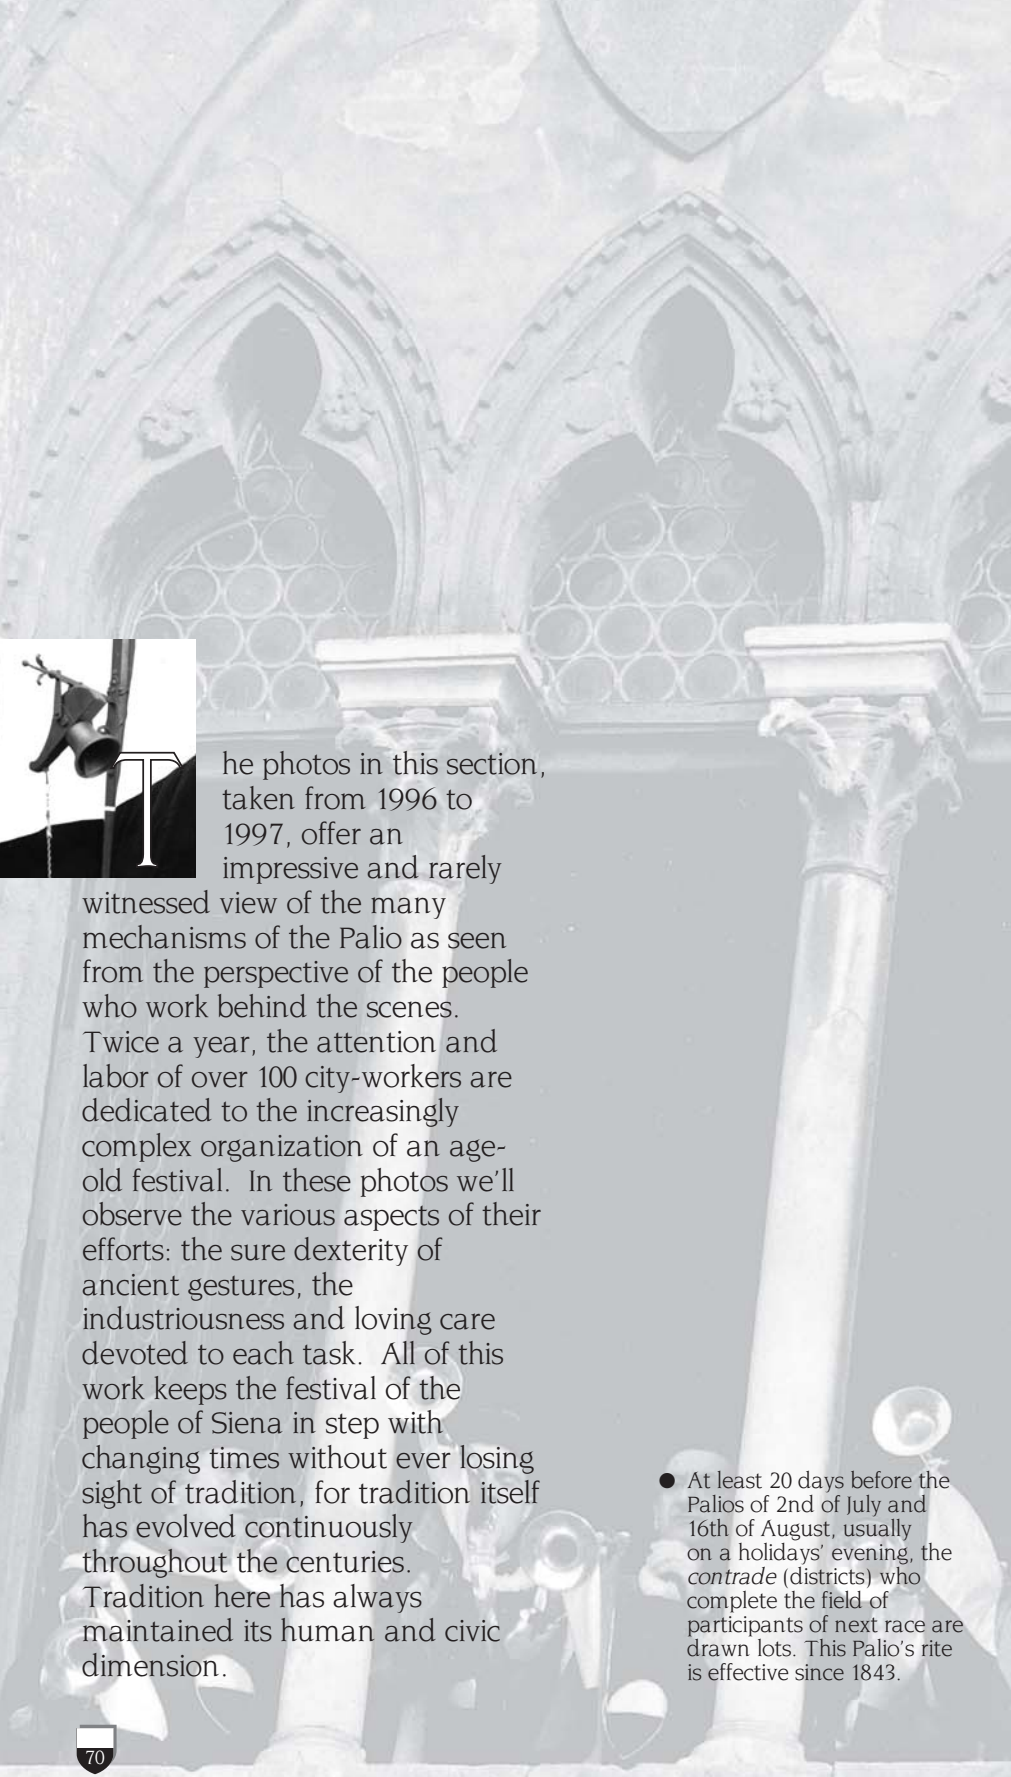 The photos in this section,
taken from 1996 to
1997, offer an
impressive and rarely
witnessed view of the many
mechanisms of the Palio as seen
from the perspective of the people
who work behind the scenes.
Twice a year, the attention and
labor of over 100 city-workers are
dedicated to the increasingly
complex organization of an age-
old festival.  In these photos we'll
observe the various aspects of their
efforts: the sure dexterity of
ancient gestures, the
industriousness and loving care
devoted to each task.  All of this
work keeps the festival of the
people of Siena in step with
changing times without ever losing
sight of tradition, for tradition itself
has evolved continuously
throughout the centuries.
Tradition here has always
maintained its human and civic
dimension.
● At least 20 days before the
Palios of 2nd of July and
16th of August, usually
on a holidays' evening, the
contrade (districts) who
complete the field of
participants of next race are
drawn lots. This Palio's rite
is effective since 1843.
70